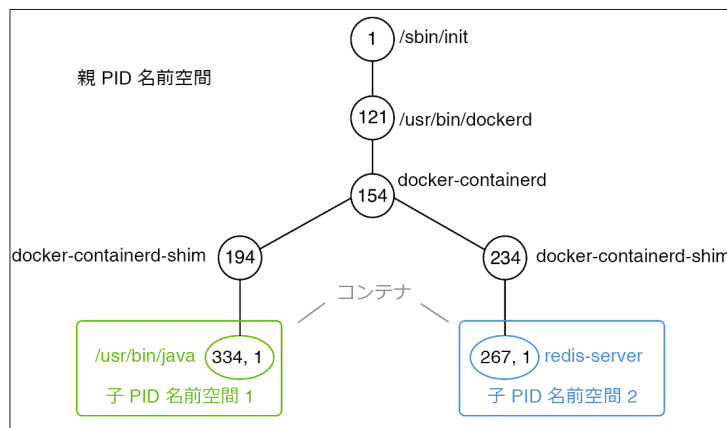 1 /sbin/init
親 PID 名前空間
121 /usr/bin/dockerd
docker-containerd
154
docker-containerd-shim 194
234 docker-containerd-shim
コンテナ
/usr/bin/java 334, 1
子 PID 名前空間 1
267, 1 redis-server
子 PID 名前空間 2